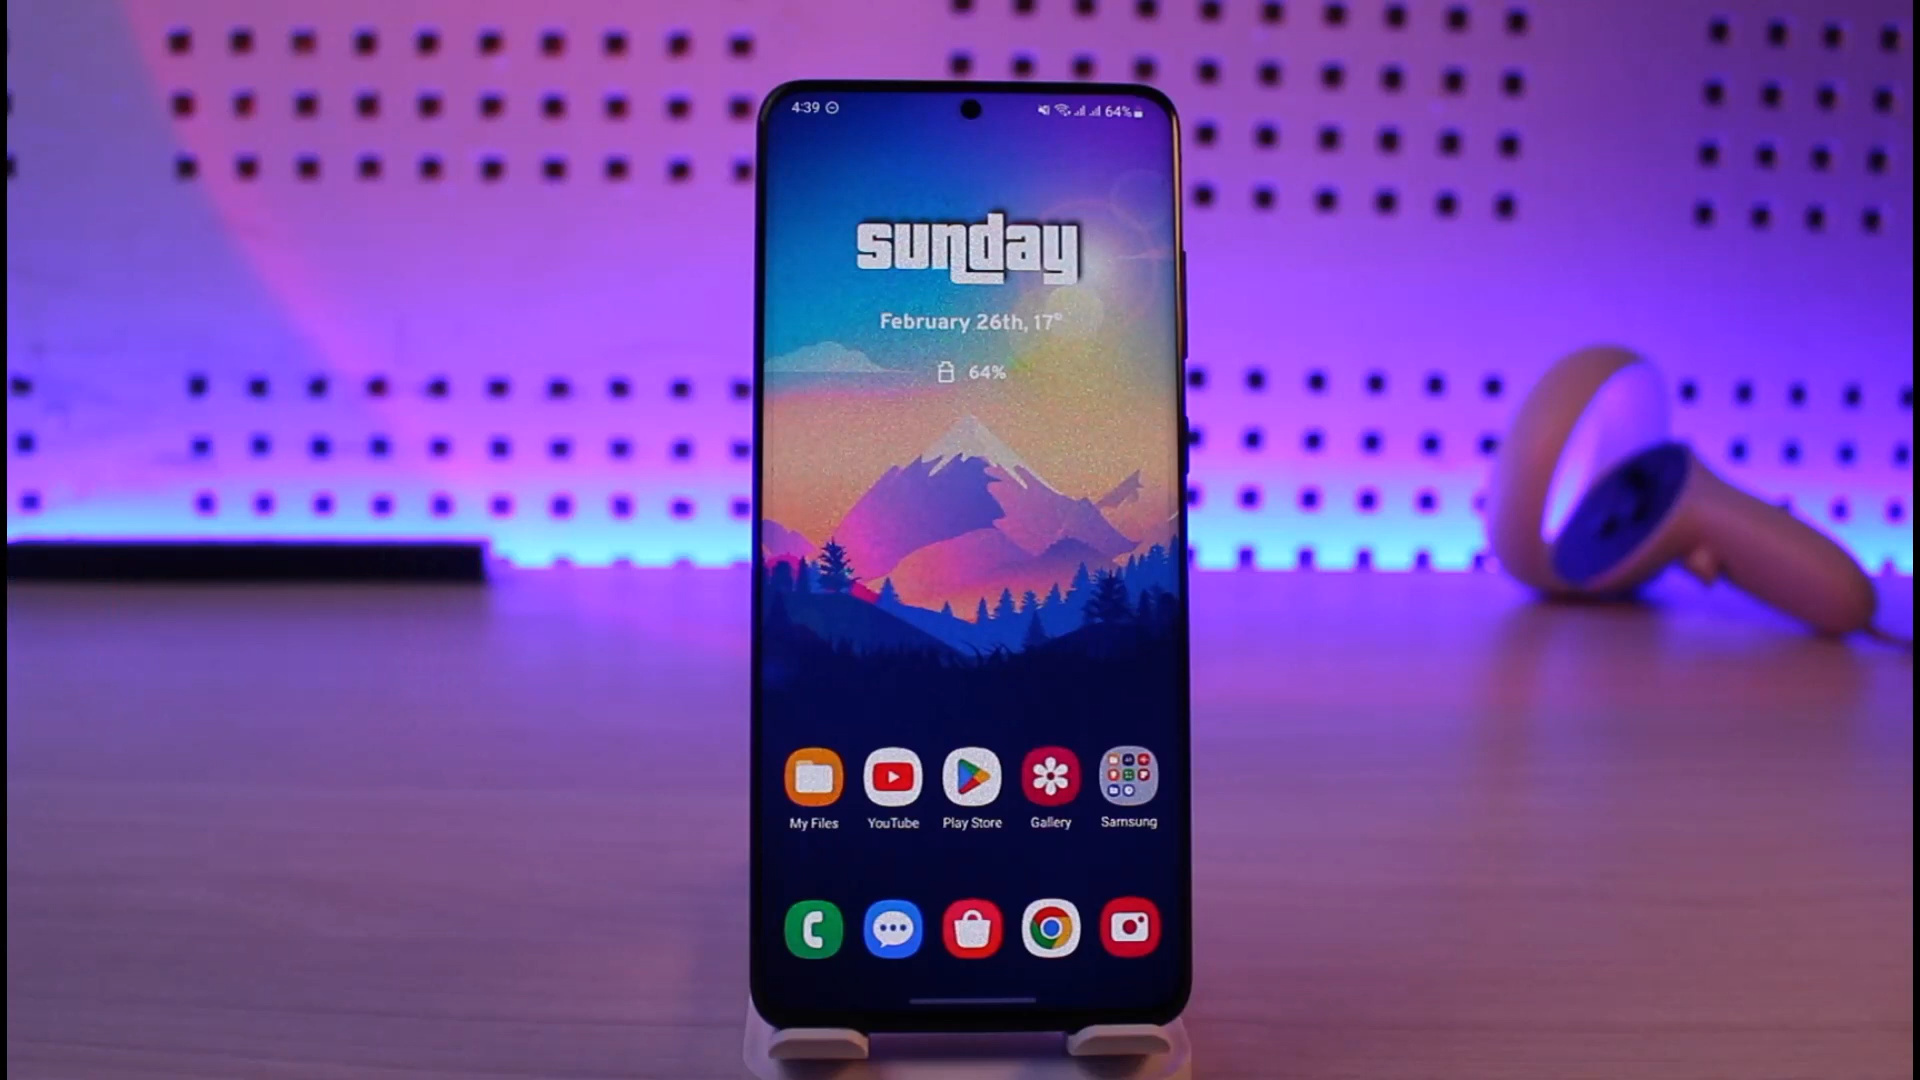 4:39
64%
sunday
February 26th, 17°
64%
My Files
YouTube
Play Store
Gallery
Samsung